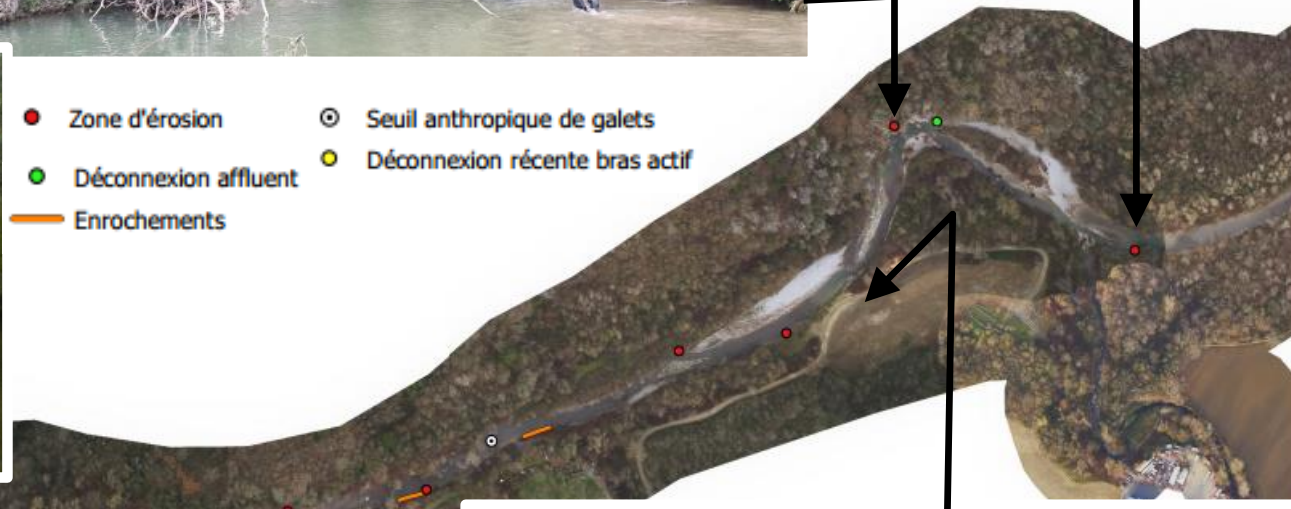 Zone d'érosion
Seuil anthropique de galets
Déconnexion affluent
Déconnexion récente bras actif
Enrochements